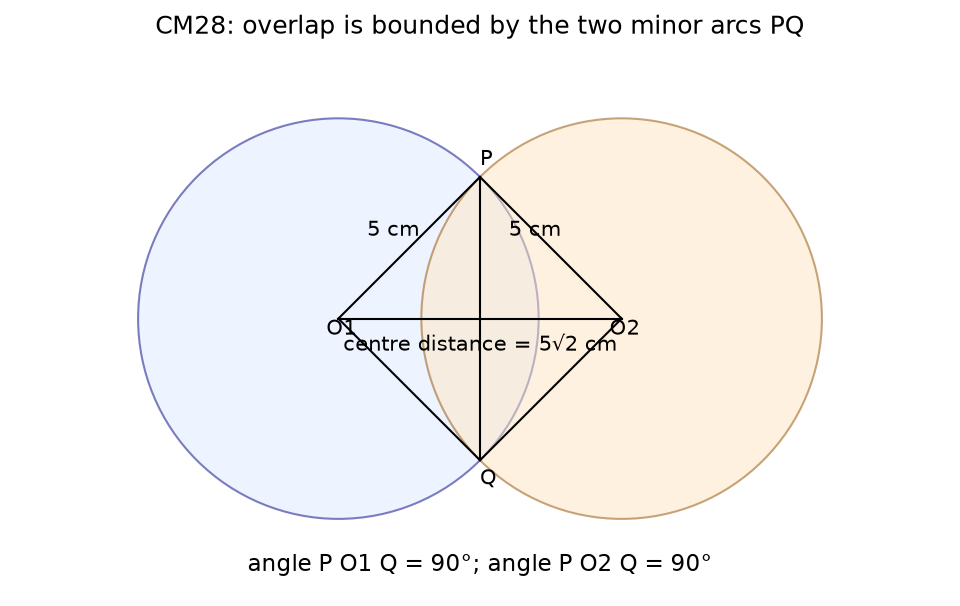 CM28: overlap is bounded by the two minor arcs PQ
P
5 cm
5 cm
O1
O2
centre distance = 5√2 cm
Q
angle P O1 Q = 90°; angle P O2 Q = 90°